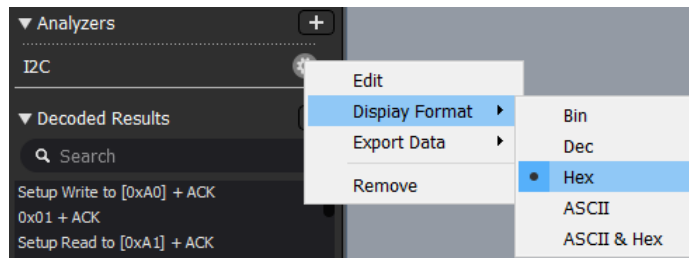 ▼ Analyzers +
I2C
▼ Decoded Results
Search
Setup Write to [0xA0] + ACK
0x01 + ACK
Setup Read to [0xA1] + ACK
Edit
Display Format
Export Data
Remove
Bin
Dec
Hex
ASCII
ASCII & Hex